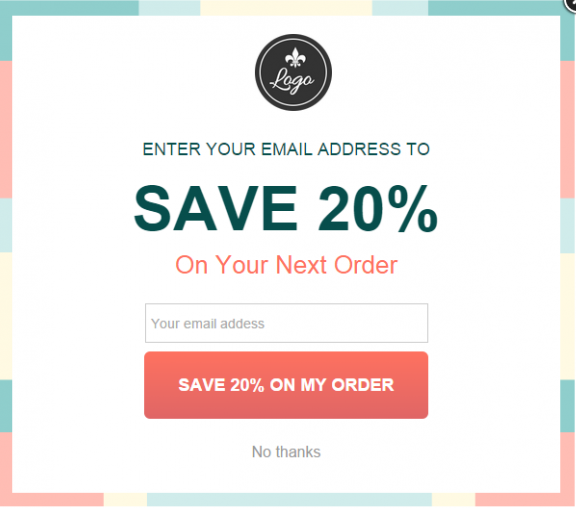 Logo
ENTER YOUR EMAIL ADDRESS TO
SAVE 20%
On Your Next Order
Your email addess
SAVE 20% ON MY ORDER
No thanks